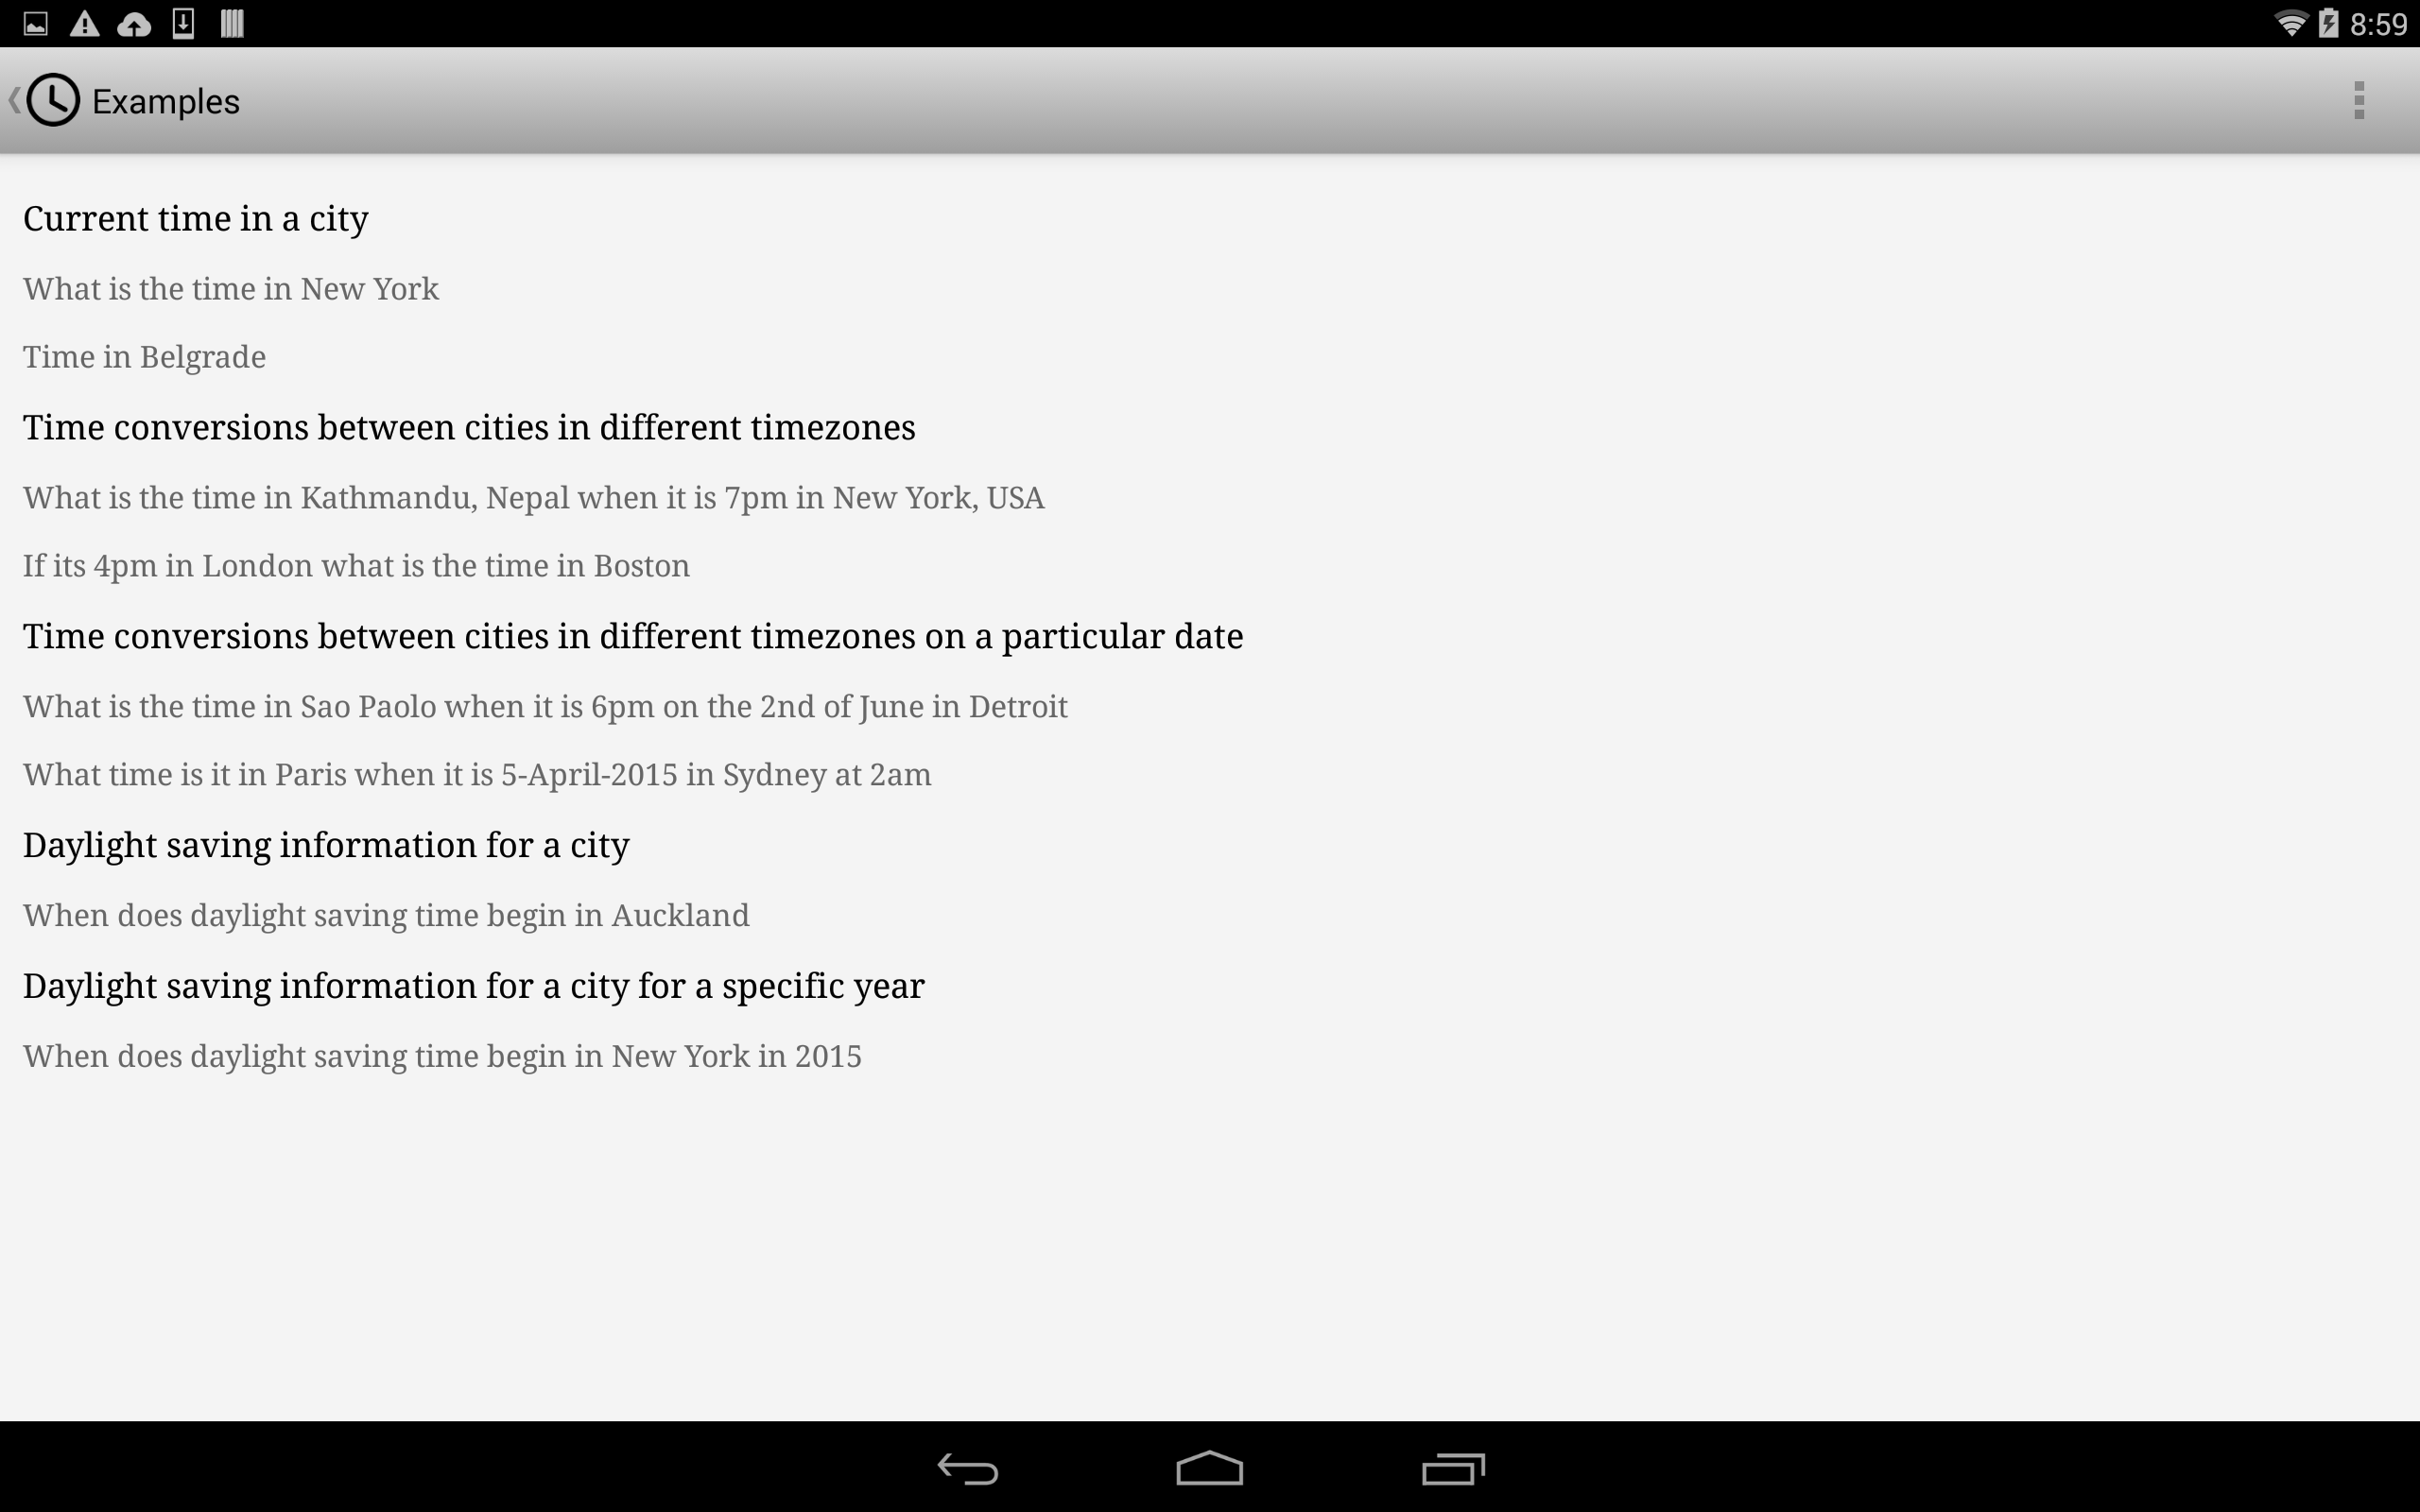 8:59
Examples
Current time in a city
What is the time in New York
Time in Belgrade
Time conversions between cities in different timezones
What is the time in Kathmandu, Nepal when it is 7pm in New York, USA
If its 4pm in London what is the time in Boston
Time conversions between cities in different timezones on a particular date
What is the time in Sao Paolo when it is 6pm on the 2nd of June in Detroit
What time is it in Paris when it is 5-April-2015 in Sydney at 2am
Daylight saving information for a city
When does daylight saving time begin in Auckland
Daylight saving information for a city for a specific year
When does daylight saving time begin in New York in 2015